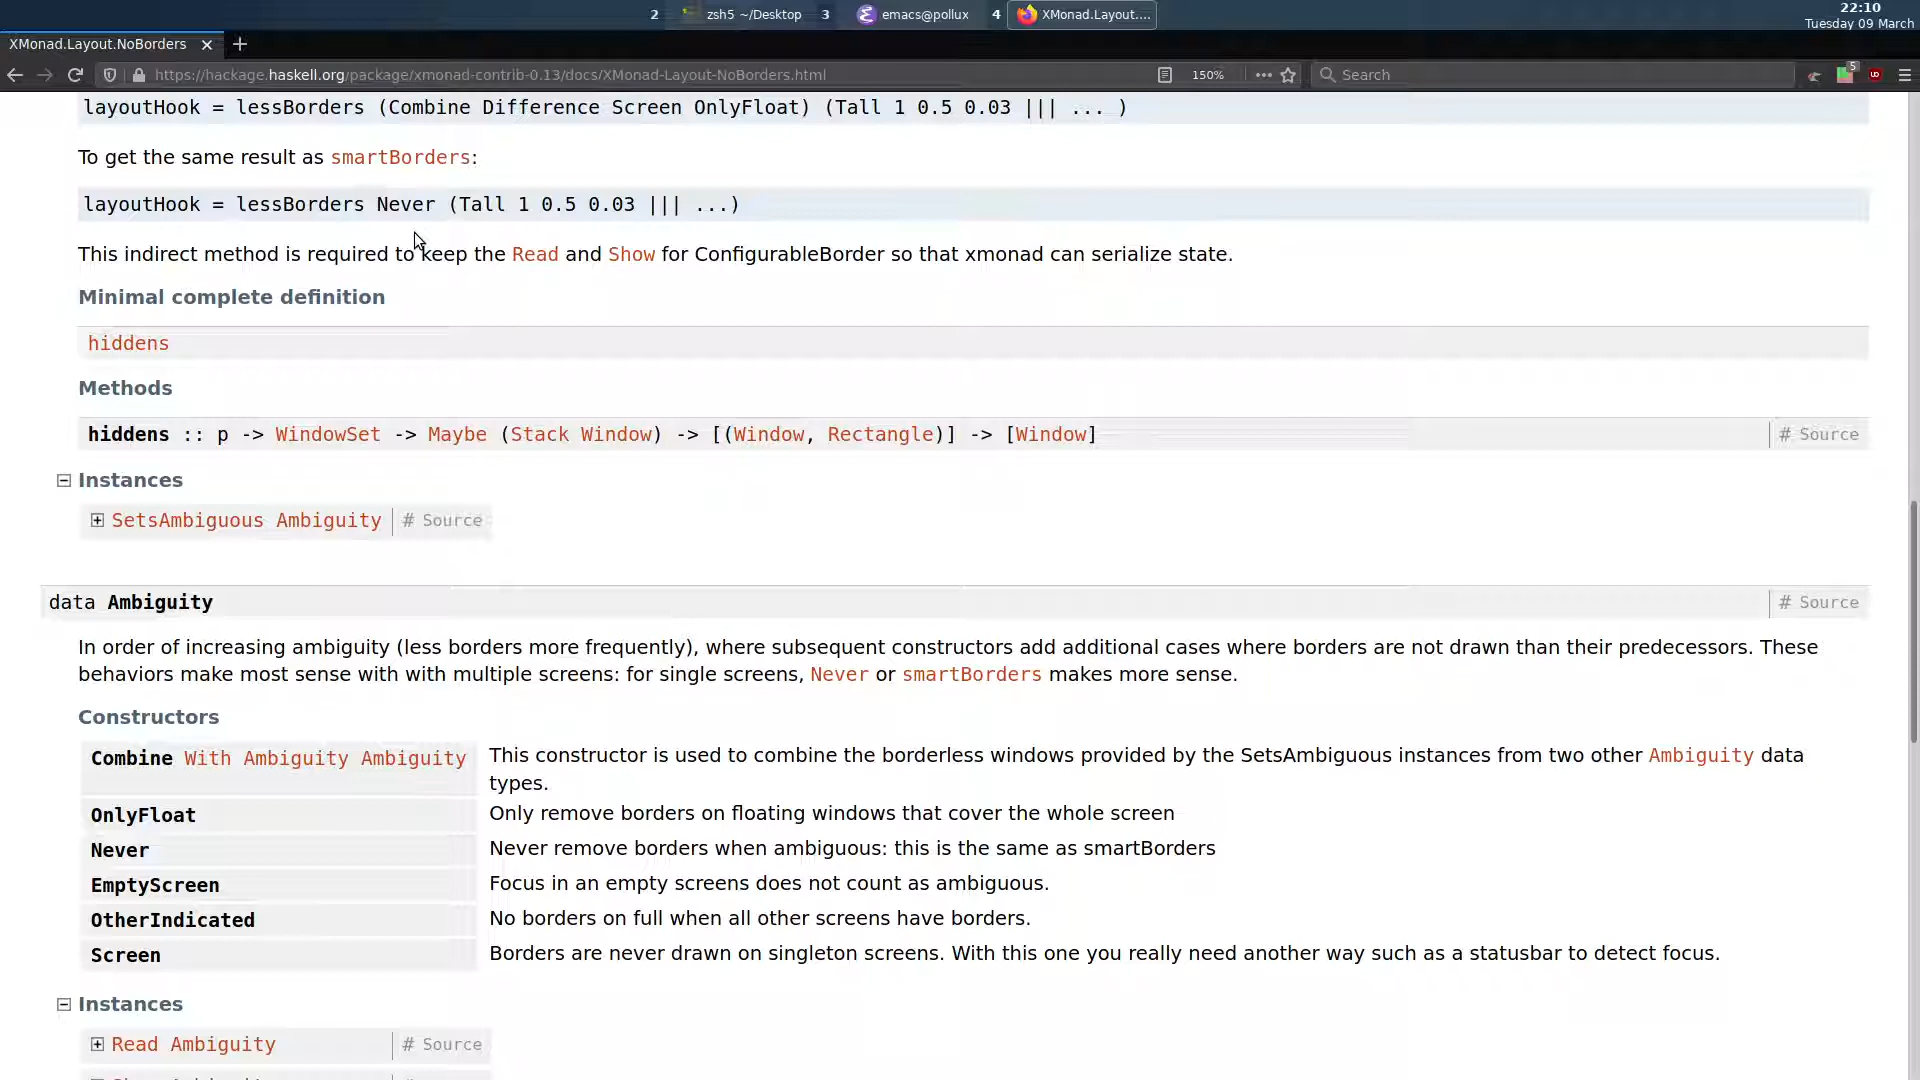 2 zsh5 ~/Desktop 3 emacs@pollux 4 XMonad.Layout....
22:10
Tuesday 09 March
XMonad.Layout.NoBorders
https://hackage.haskell.org/package/xmonad-contrib-0.13/docs/XMonad-Layout-NoBorders.html 150% Search 5
layoutHook = lessBorders (Combine Difference Screen OnlyFloat) (Tall 1 0.5 0.03 ||| ... )
To get the same result as smartBorders:
layoutHook = lessBorders Never (Tall 1 0.5 0.03 ||| ...)
This indirect method is required to keep the Read and Show for ConfigurableBorder so that xmonad can serialize state.
Minimal complete definition
hiddens
Methods
hiddens :: p -> WindowSet -> Maybe (Stack Window) -> [(Window, Rectangle)] -> [Window] # Source
Instances
SetsAmbiguous Ambiguity # Source
data Ambiguity # Source
In order of increasing ambiguity (less borders more frequently), where subsequent constructors add additional cases where borders are not drawn than their predecessors. These
behaviors make most sense with with multiple screens: for single screens, Never or smartBorders makes more sense.
Constructors
Combine With Ambiguity Ambiguity This constructor is used to combine the borderless windows provided by the SetsAmbiguous instances from two other Ambiguity data
types.
OnlyFloat Only remove borders on floating windows that cover the whole screen
Never Never remove borders when ambiguous: this is the same as smartBorders
EmptyScreen Focus in an empty screens does not count as ambiguous.
OtherIndicated No borders on full when all other screens have borders.
Screen Borders are never drawn on singleton screens. With this one you really need another way such as a statusbar to detect focus.
Instances
Read Ambiguity # Source